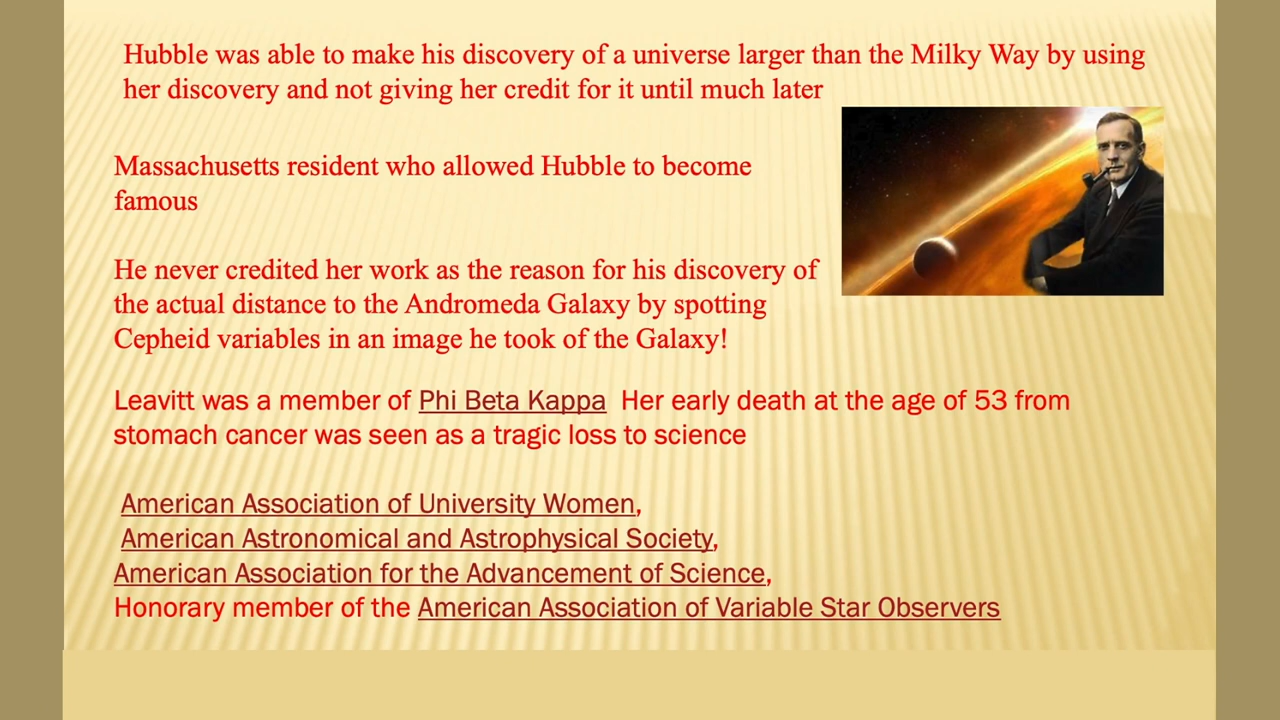 Hubble was able to make his discovery of a universe larger than the Milky Way by using
her discovery and not giving her credit for it until much later
Massachusetts resident who allowed Hubble to become
famous
He never credited her work as the reason for his discovery of
the actual distance to the Andromeda Galaxy by spotting
Cepheid variables in an image he took of the Galaxy!
Leavitt was a member of Phi Beta Kappa  Her early death at the age of 53 from
stomach cancer was seen as a tragic loss to science
American Association of University Women,
American Astronomical and Astrophysical Society,
American Association for the Advancement of Science,
Honorary member of the American Association of Variable Star Observers